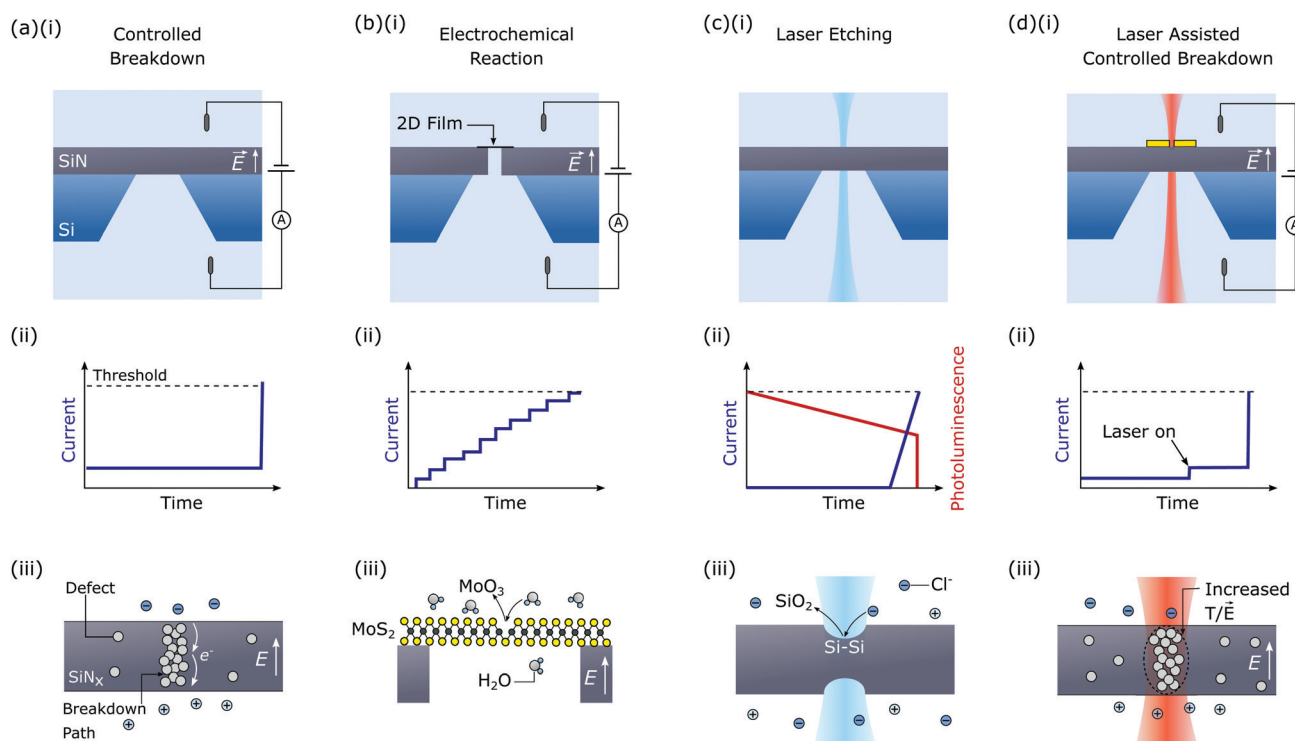 (a)(i)
Controlled
Breakdown
SiN
E
Si
A
(ii)
Threshold
Current
Time
(iii)
Defect
e-
E
SiNx
Breakdown
Path
(b)(i)
Electrochemical
Reaction
2D Film
E
A
(ii)
Current
Time
(iii)
MoO3
MoS2
H2O
E
(c)(i)
Laser Etching
(ii)
Current
Photoluminescence
Time
(iii)
Cl-
SiO2
Si-Si
(d)(i)
Laser Assisted
Controlled Breakdown
E
A
(ii)
Current
Laser on
Time
(iii)
Increased
T/E
E